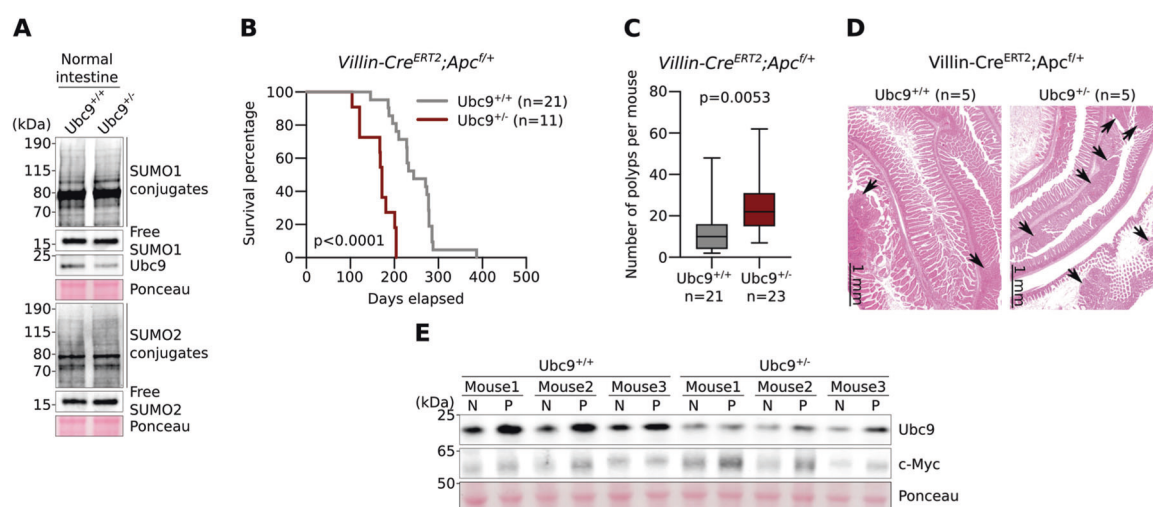 A
Normal
intestine
Ubc9+/+
Ubc9+/-
(kDa)
190
115
80
70
SUMO1
conjugates
15
Free
SUMO1
25
Ubc9
Ponceau
190
115
80
70
SUMO2
conjugates
15
Free
SUMO2
Ponceau
B
Villin-CreERT2;Apcf/+
Ubc9+/+ (n=21)
Ubc9+/- (n=11)
Survival percentage
100
80
60
40
20
0
p<0.0001
0 100 200 300 400 500
Days elapsed
C
Villin-CreERT2;Apcf/+
p=0.0053
Number of polyps per mouse
80
60
40
20
0
Ubc9+/+ Ubc9+/-
n=21 n=23
D
Villin-CreERT2;Apcf/+
Ubc9+/+ (n=5) Ubc9+/- (n=5)
1 mm
1 mm
E
Ubc9+/+ Ubc9+/-
Mouse1 Mouse2 Mouse3 Mouse1 Mouse2 Mouse3
(kDa) N P N P N P N P N P N P
25
Ubc9
65
c-Myc
50
Ponceau